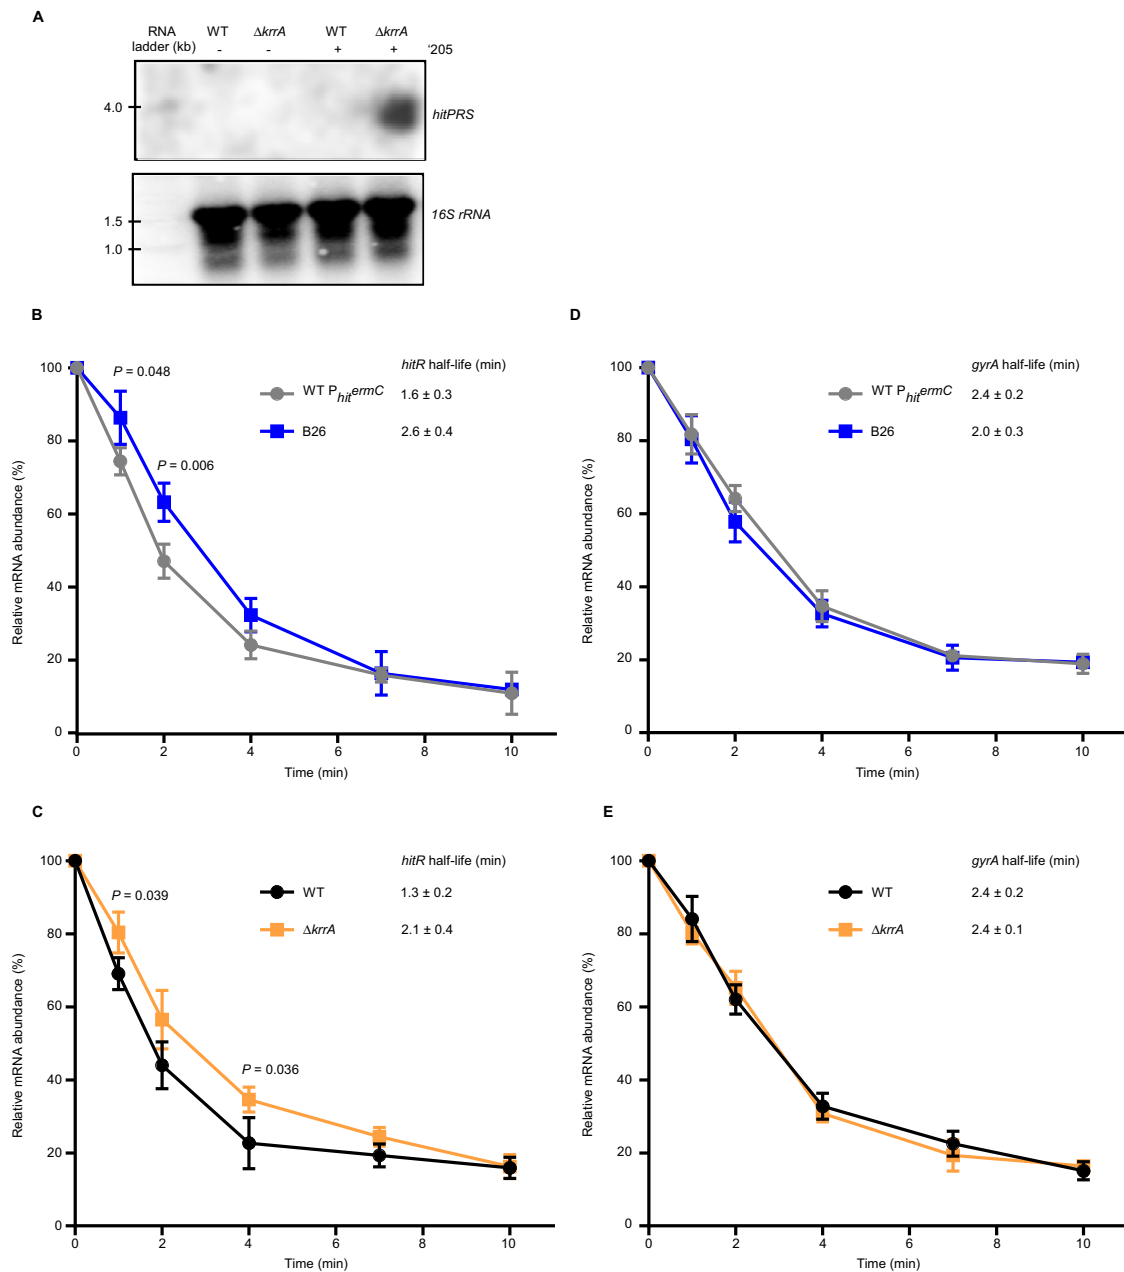 A
RNA ladder (kb) WT ΔkrrA WT ΔkrrA
- - + + '205
4.0 hitPRS
1.5 16S rRNA
1.0
B
hitR half-life (min)
P = 0.048
WT PhitermC 1.6 ± 0.3
B26 2.6 ± 0.4
P = 0.006
Relative mRNA abundance (%)
100
80
60
40
20
0
0 2 4 6 8 10
Time (min)
D
gyrA half-life (min)
WT PhitermC 2.4 ± 0.2
B26 2.0 ± 0.3
Relative mRNA abundance (%)
100
80
60
40
20
0
0 2 4 6 8 10
Time (min)
C
hitR half-life (min)
P = 0.039
WT 1.3 ± 0.2
ΔkrrA 2.1 ± 0.4
P = 0.036
Relative mRNA abundance (%)
100
80
60
40
20
0
0 2 4 6 8 10
Time (min)
E
gyrA half-life (min)
WT 2.4 ± 0.2
ΔkrrA 2.4 ± 0.1
Relative mRNA abundance (%)
100
80
60
40
20
0
0 2 4 6 8 10
Time (min)